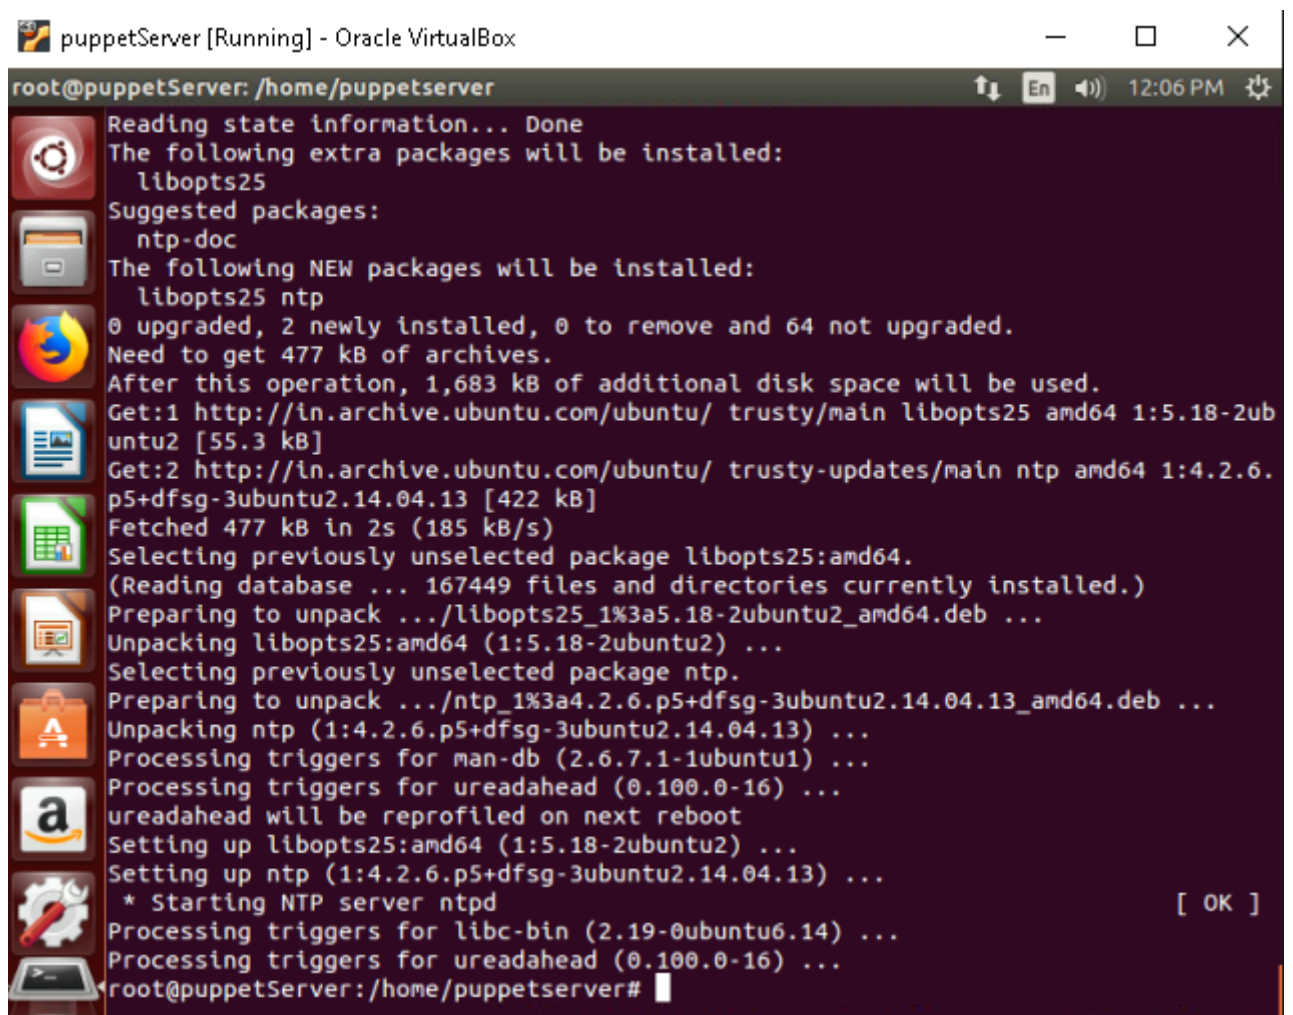 puppetServer [Running] - Oracle VirtualBox
root@puppetServer: /home/puppetserver
En
12:06 PM
Reading state information... Done
The following extra packages will be installed:
  libopts25
Suggested packages:
  ntp-doc
The following NEW packages will be installed:
  libopts25 ntp
0 upgraded, 2 newly installed, 0 to remove and 64 not upgraded.
Need to get 477 kB of archives.
After this operation, 1,683 kB of additional disk space will be used.
Get:1 http://in.archive.ubuntu.com/ubuntu/ trusty/main libopts25 amd64 1:5.18-2ub
untu2 [55.3 kB]
Get:2 http://in.archive.ubuntu.com/ubuntu/ trusty-updates/main ntp amd64 1:4.2.6.
p5+dfsg-3ubuntu2.14.04.13 [422 kB]
Fetched 477 kB in 2s (185 kB/s)
Selecting previously unselected package libopts25:amd64.
(Reading database ... 167449 files and directories currently installed.)
Preparing to unpack .../libopts25_1%3a5.18-2ubuntu2_amd64.deb ...
Unpacking libopts25:amd64 (1:5.18-2ubuntu2) ...
Selecting previously unselected package ntp.
Preparing to unpack .../ntp_1%3a4.2.6.p5+dfsg-3ubuntu2.14.04.13_amd64.deb ...
Unpacking ntp (1:4.2.6.p5+dfsg-3ubuntu2.14.04.13) ...
Processing triggers for man-db (2.6.7.1-1ubuntu1) ...
Processing triggers for ureadahead (0.100.0-16) ...
ureadahead will be reprofiled on next reboot
Setting up libopts25:amd64 (1:5.18-2ubuntu2) ...
Setting up ntp (1:4.2.6.p5+dfsg-3ubuntu2.14.04.13) ...
 * Starting NTP server ntpd [ OK ]
Processing triggers for libc-bin (2.19-0ubuntu6.14) ...
Processing triggers for ureadahead (0.100.0-16) ...
root@puppetServer:/home/puppetserver#